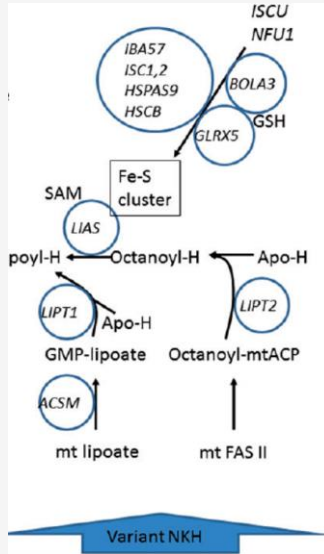 ISCU
NFU1
IBA57
ISC1,2
HSPAS9
HSCB
BOLA3
GSH
GLRX5
e
Fe-S
cluster
SAM
LIAS
poyl-H
Octanoyl-H
Apo-H
LIPT1
Apo-H
LIPT2
GMP-lipoate
Octanoyl-mtACP
ACSM
mt lipoate
mt FAS II
Variant NKH